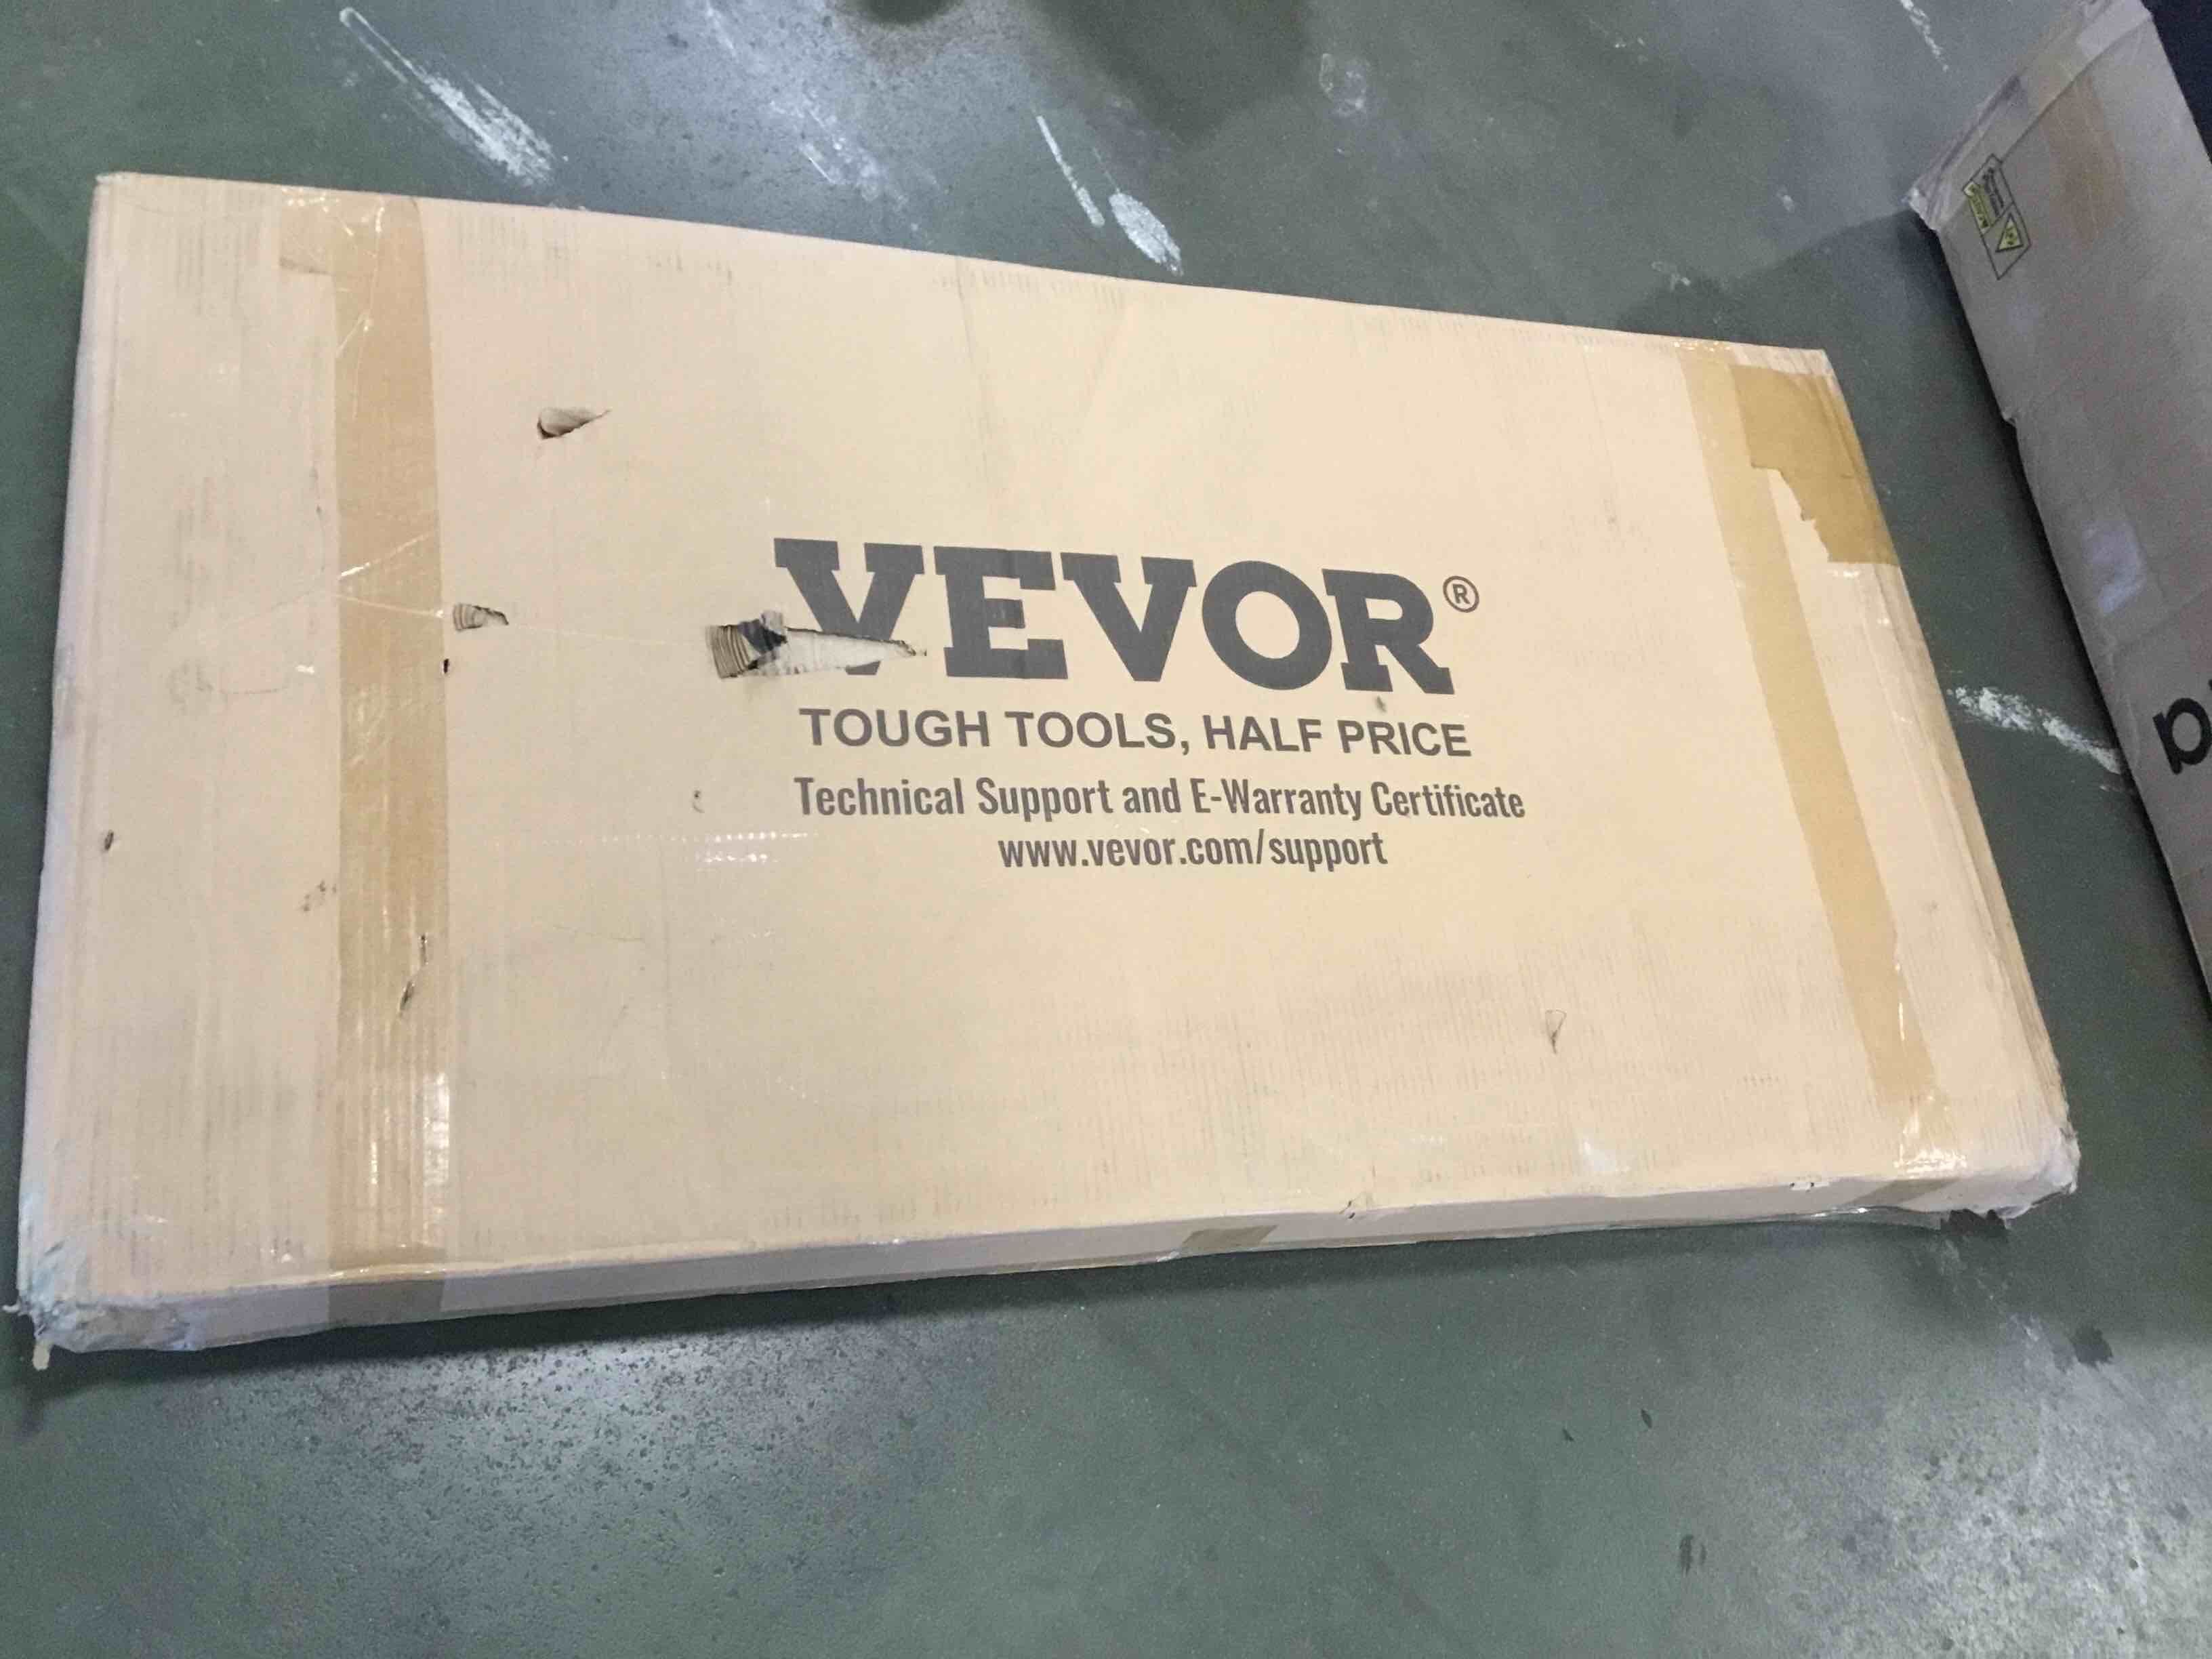 VEVOR®
TOUGH TOOLS, HALF PRICE
Technical Support and E-Warranty Certificate
www.vevor.com/support